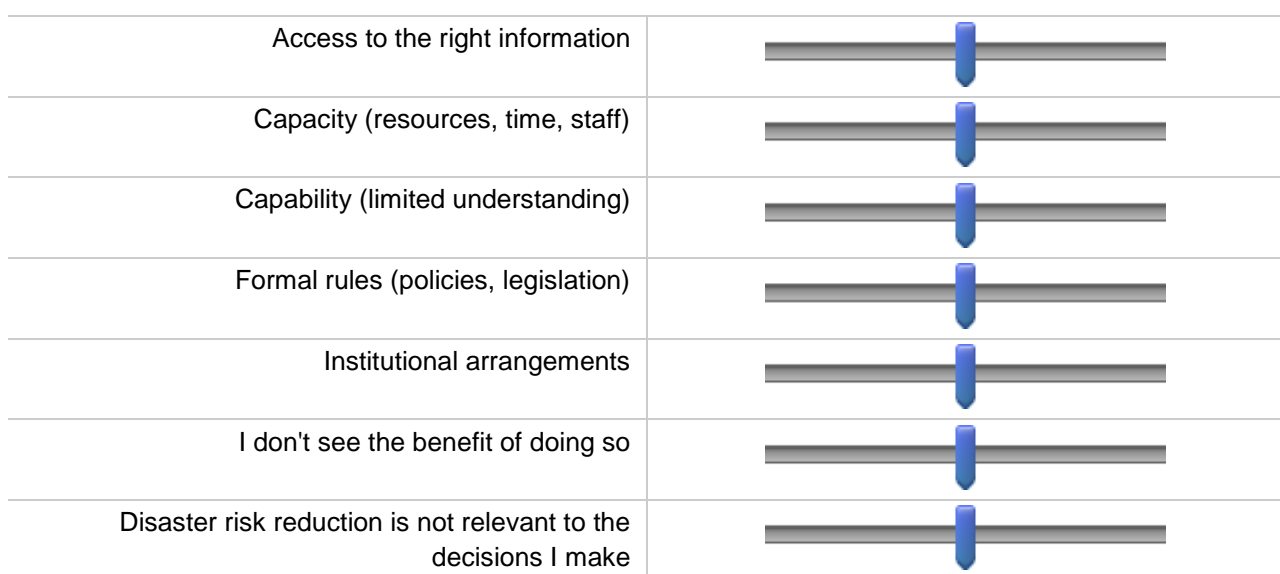 Access to the right information
Capacity (resources, time, staff)
Capability (limited understanding)
Formal rules (policies, legislation)
Institutional arrangements
I don't see the benefit of doing so
Disaster risk reduction is not relevant to the
decisions I make